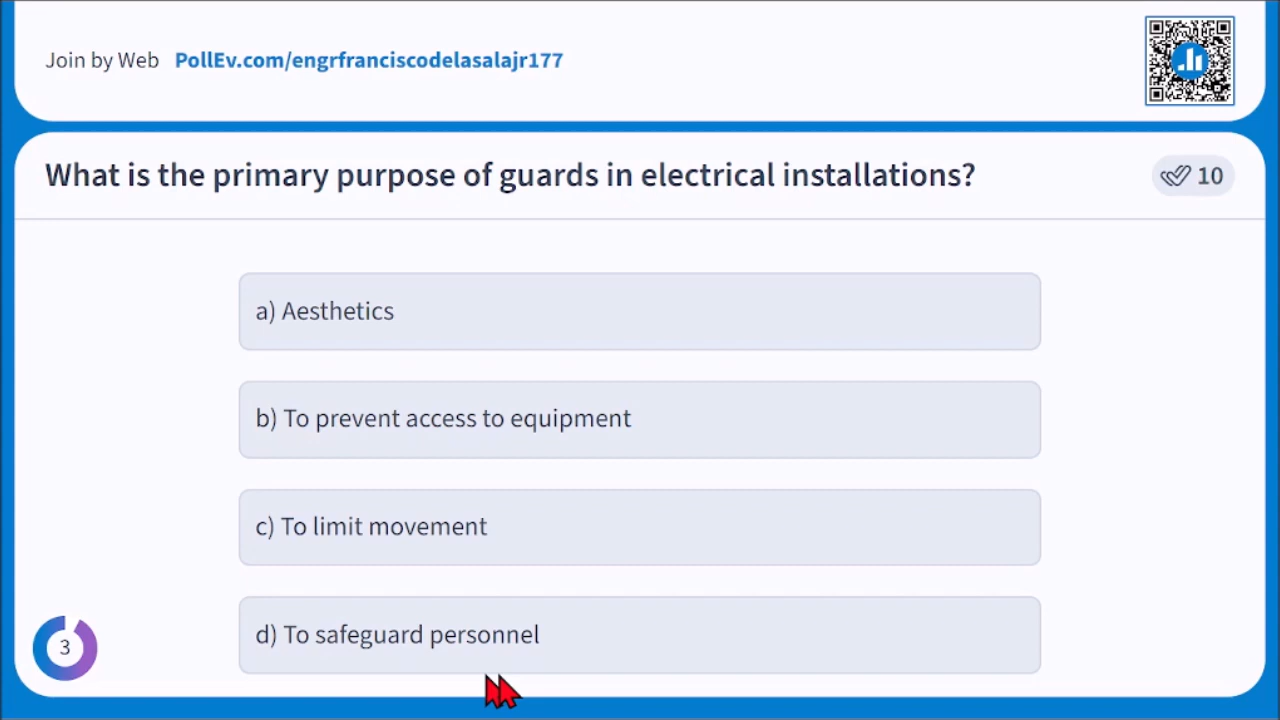 Join by Web PollEv.com/engrfranciscodelasalajr177
What is the primary purpose of guards in electrical installations?
10
a) Aesthetics
b) To prevent access to equipment
c) To limit movement
d) To safeguard personnel
3